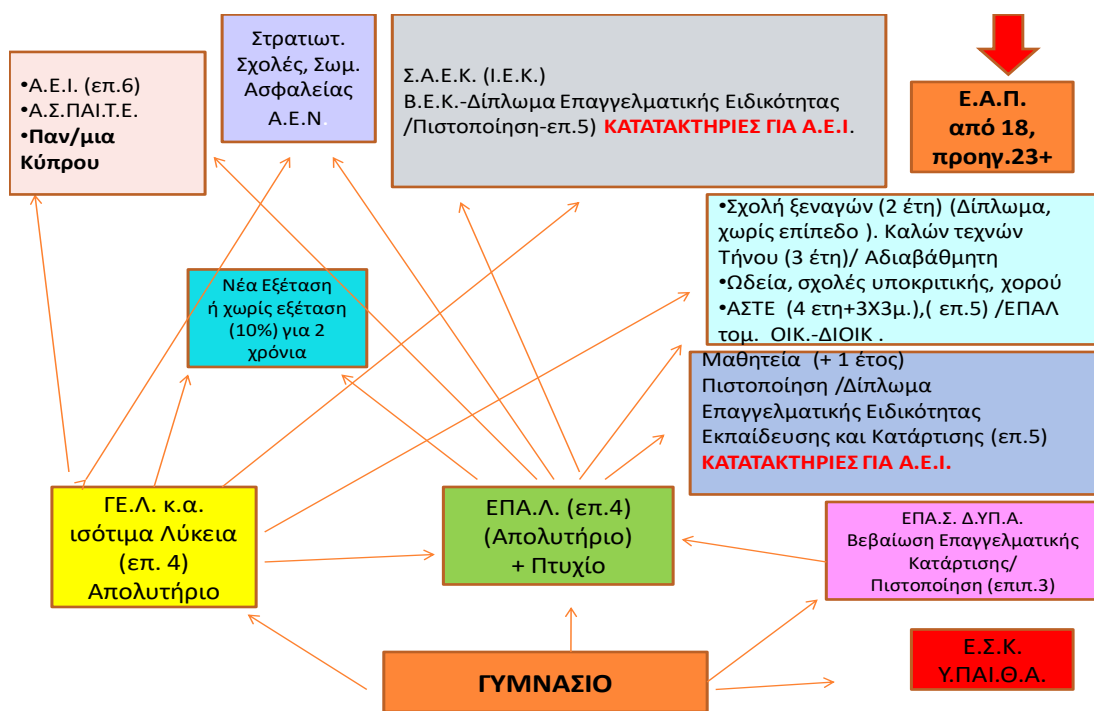 •Α.Ε.Ι. (επ.6)
•Α.Σ.ΠΑΙ.Τ.Ε.
•Παν/μια
Κύπρου
Στρατιωτ.
Σχολές, Σωμ.
Ασφαλείας
Α.Ε.Ν.
Σ.Α.Ε.Κ. (Ι.Ε.Κ.)
Β.Ε.Κ.-Δίπλωμα Επαγγελματικής Ειδικότητας
/Πιστοποίηση-επ.5) ΚΑΤΑΤΑΚΤΗΡΙΕΣ ΓΙΑ Α.Ε.Ι.
Ε.Α.Π.
από 18,
προηγ.23+
•Σχολή ξεναγών (2 έτη) (Δίπλωμα,
χωρίς επίπεδο ). Καλών τεχνών
Τήνου (3 έτη)/ Αδιαβάθμητη
•Ωδεία, σχολές υποκριτικής, χορού
•ΑΣΤΕ (4 ετη+3Χ3μ.),( επ.5) /ΕΠΑΛ
τομ. ΟΙΚ.-ΔΙΟΙΚ .
Νέα Εξέταση
ή χωρίς εξέταση
(10%) για 2
χρόνια
Μαθητεία (+ 1 έτος)
Πιστοποίηση /Δίπλωμα
Επαγγελματικής Ειδικότητας
Εκπαίδευσης και Κατάρτισης (επ.5)
ΚΑΤΑΤΑΚΤΗΡΙΕΣ ΓΙΑ Α.Ε.Ι.
ΓΕ.Λ. κ.α.
ισότιμα Λύκεια
(επ. 4)
Απολυτήριο
ΕΠΑ.Λ. (επ.4)
(Απολυτήριο)
+ Πτυχίο
ΕΠΑ.Σ. Δ.ΥΠ.Α.
Βεβαίωση Επαγγελματικής
Κατάρτισης/
Πιστοποίηση (επιπ.3)
ΓΥΜΝΑΣΙΟ
Ε.Σ.Κ.
Υ.ΠΑΙ.Θ.Α.